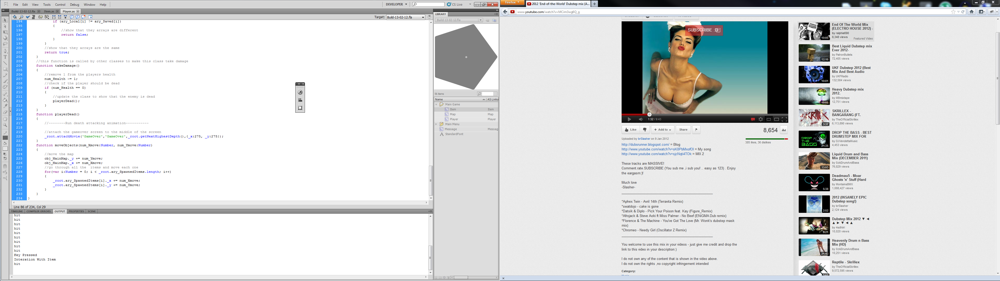 Fl File Edit View Tools Control Debug Window Help DEVELOPER CS Live
Build-13-02-12.fla Item.as Player.as
Target: Build-13-02-12.fla
194 if (ary_Local[i] != ary_Saved[i])
195 {
196 //show that they arrays are different
197 return false;
198 }
199 }
200 //show that they arrays are the same
201 return true;
202 }
203 //this function is called by other classes to make this class take damage
204 function takeDamage()
205 {
206 //remove 1 from the players health
207 num_Health -= 1;
208 //check if the player should be dead
209 if (num_Health == 0)
210 {
211 //update the class to show that the enemy is dead
212 playerDead();
213 }
214 }
215 function playerDead()
216 {
217 //--------Run death attacking animation-----------
218
219 //attach the gameover screen to the middle of the screen
220 _root.attachMovie('GameOver','GameOver',_root.getNextHighestDepth(),{_x:275, _y:275});
221 }
222 function moveObjects(num_Xmove:Number, num_Ymove:Number)
223 {
224 //move the map
225 obj_MainMap._y += num_Ymove;
226 obj_MainMap._x += num_Xmove;
227 //go through all the  items and move each one
228 for(var i:Number = 0; i < _root.ary_SpawnedItems.length; i++)
229 {
230 _root.ary_SpawnedItems[i]._x += num_Xmove;
231 _root.ary_SpawnedItems[i]._y += num_Ymove;
232 }
233 }
234 }
Line 86 of 234, Col 29
TIMELINE COMPILER ERRORS OUTPUT PROPERTIES SCENE
hit
hit
hit
hit
hit
hit
hit
hit
hit
Key Pressed
Interation With Item
hit
LIBRARY
Build-13-02-12.fla
56 items
Name AS Linka
Main Game
Item Item
Map Map
Player Player
Main Menu
Message Messag
StandardFont
Firefox
2012 'End-of-the-World' Dubstep mix (A...
www.youtube.com/watch?v=MCim3wg6Q_g
SUBSCRIBE :D
1:32 / 9:43
Like Add to Share
8,654
Uploaded by brSlasher on 9 Jan 2012
385 likes, 36 dislikes
http://dubsrunner.blogspot.com/ = Blog
http://www.youtube.com/watch?v=sK0PbMxofOI = My song
http://www.youtube.com/watch?v=sjcNqti4TOk = MIX 2
These tracks are MASSIVE!
Comment.rate.SUBSCRIBE (You sub me ,i sub you! .. easy as 123) . Enjoy
the eargasm:)!
Much love
-Slasher-
*Aphex Twin - Avril 14th (Terravita Remix)
*swatdojo - cake is gone
*Datsik & Diplo - Pick Your Poison feat. Kay (Figure_Remix)
*Afrojack & Steve Aoki ft Miss Palmer - No Beef (ENiGMA Dub remix)
*Florence & The Machine - You've Got The Love (Mr. Wonk's dubstep mask
mix)
*Chromeo - Needy Girl (Oscillator Z Remix)
You welcome to use this mix in your videos - just give me credit and drop the
link to this video in your description:)
I do not own any of the content that is shown in the video above.
I do not own the rights ,no copyright infringement intended
Category:
End Of The World Mix
(ELECTRO HOUSE 2012) -
by ralphie690
8,348 views Featured Video
10:05
Best Liquid Dubstep mix
Ever 2012-
by PatronBullets
72,405 views
12:10
UKF Dubstep 2012 (Best
Mix And Best Audio
by UKFRadio
132,584 views
10:01
Heavy Dubstep mix
2012.
by MBmixtape
12,751 views
10:05
SKRILLEX -
BANGARANG (FT.
by TheOfficialSkrillex
6,113,890 views
3:37
DROP THE BASS - BEST
DRUMSTEP MIX FOR
by DJVendettaMusic
4,453 views
DROP THE BASS
21:35
Liquid Drum and Bass
Mix (DECEMBER 2011)
by 0zkiDrumAndBass
76,829 views
33:53
Deadmau5 - Moar
Ghosts 'n' Stuff (Hard
by MontainsBMX
1,088,427 views
5:38
2012 (INSANELY EPIC
Dubstep song!)
by brSlasher
2,124 views
2:52
Dubstep Mix 2012 ▼ ◄
▲ ► ▼ ◄ ▲
by 4sdhiiri
10,020 views
9:21
Heavenly Drum n Bass
Mix (HD)
by 0zkiDrumAndBass
10,251 views
21:43
Reptile - Skrillex
by TheOfficialSkrillex
9,572,595 views